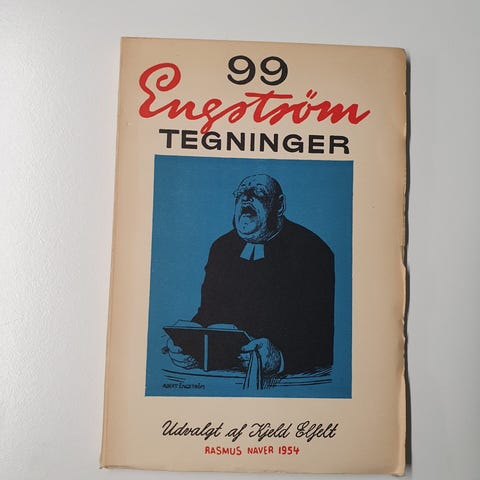 99
Engström
TEGNINGER
ALBERT ENGSTRÖM
Udvalgt af Kjeld Elfelt
RASMUS NAVER 1954